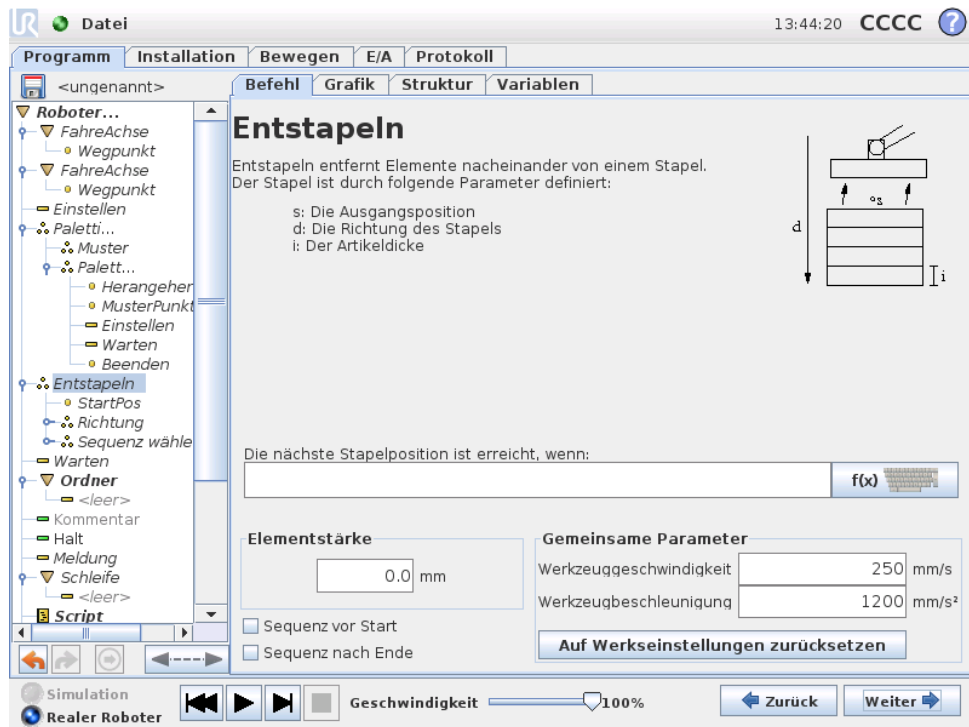 UR Datei 13:44:20 CCCC ?
Programm Installation Bewegen E/A Protokoll
<ungenannt>
Befehl Grafik Struktur Variablen
Roboter...
FahreAchse
Wegpunkt
FahreAchse
Wegpunkt
Einstellen
Paletti...
Muster
Palett...
Herangeher
MusterPunkt
Einstellen
Warten
Beenden
Entstapeln
StartPos
Richtung
Sequenz wähle
Warten
Ordner
<leer>
Kommentar
Halt
Meldung
Schleife
<leer>
Script
Entstapeln
Entstapeln entfernt Elemente nacheinander von einem Stapel.
Der Stapel ist durch folgende Parameter definiert:
s: Die Ausgangsposition
d: Die Richtung des Stapels
i: Der Artikeldicke
s
d
i
Die nächste Stapelposition ist erreicht, wenn:
f(x)
Elementstärke
0.0 mm
Sequenz vor Start
Sequenz nach Ende
Gemeinsame Parameter
Werkzeuggeschwindigkeit 250 mm/s
Werkzeugbeschleunigung 1200 mm/s²
Auf Werkseinstellungen zurücksetzen
Simulation
Realer Roboter
Geschwindigkeit 100%
Zurück Weiter